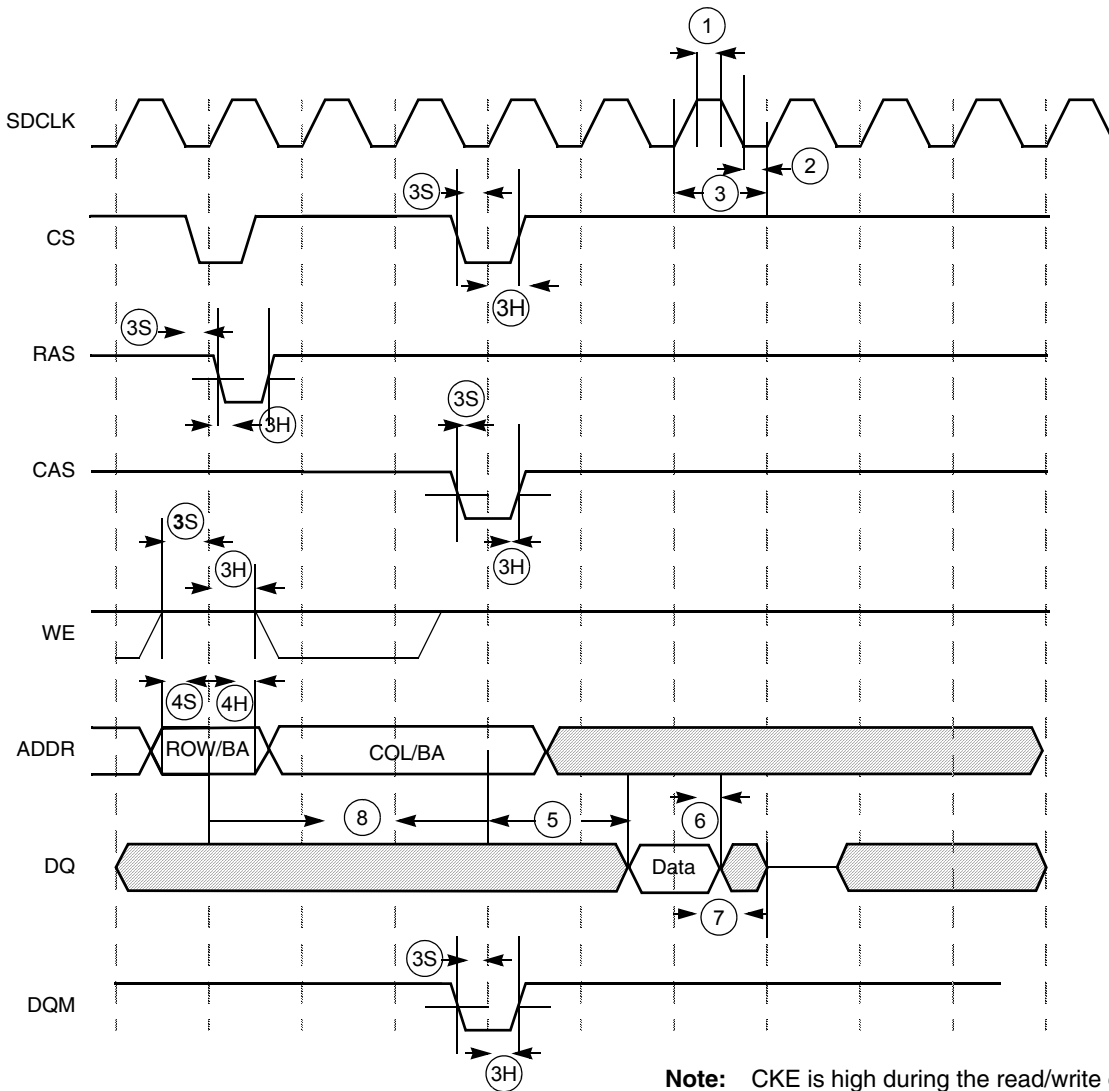 1
SDCLK
2
3S
3
CS
3H
3S
RAS
3S
3H
CAS
3S
3H
3H
WE
4S
4H
ADDR
ROW/BA
COL/BA
8
5
6
DQ
Data
7
3S
DQM
3H
Note: CKE is high during the read/write